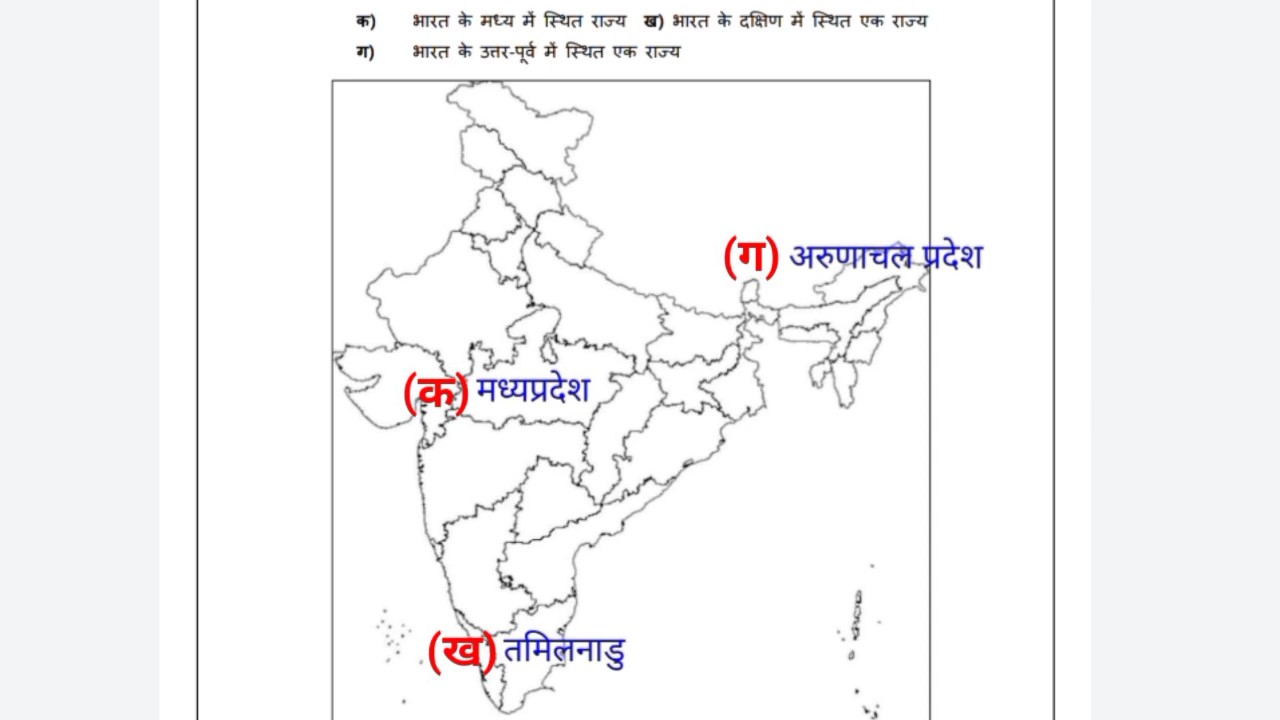 क) भारत के मध्य में स्थित राज्य ख) भारत के दक्षिण में स्थित एक राज्य
ग) भारत के उत्तर-पूर्व में स्थित एक राज्य
(ग) अरुणाचल प्रदेश
(क) मध्यप्रदेश
(ख) तमिलनाडु